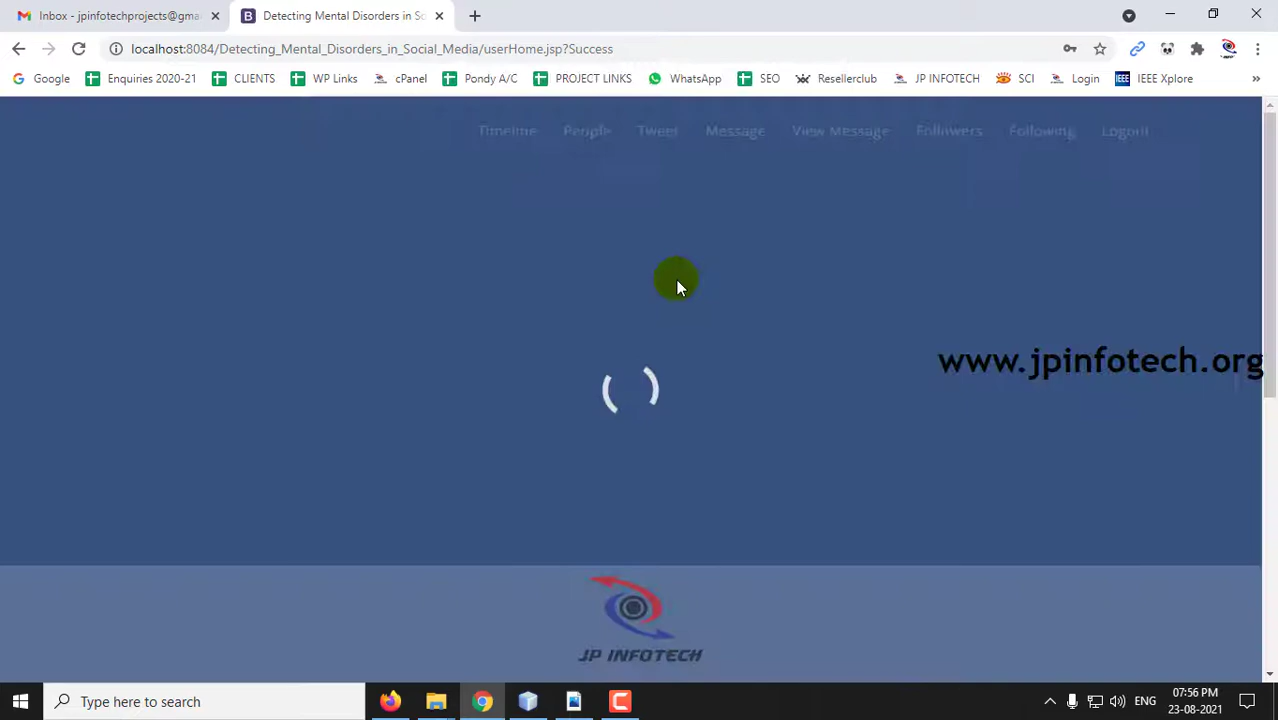 Inbox - jpinfotechprojects@gma
Detecting Mental Disorders in So
localhost:8084/Detecting_Mental_Disorders_in_Social_Media/userHome.jsp?Success
Google Enquiries 2020-21 CLIENTS WP Links cPanel Pondy A/C PROJECT LINKS WhatsApp SEO Resellerclub JP INFOTECH SCI Login IEEE IEEE Xplore »
Timeline People Tweet Message View Message Followers Following Logout
www.jpinfotech.org
JP INFOTECH
Type here to search
ENG
07:56 PM
23-08-2021